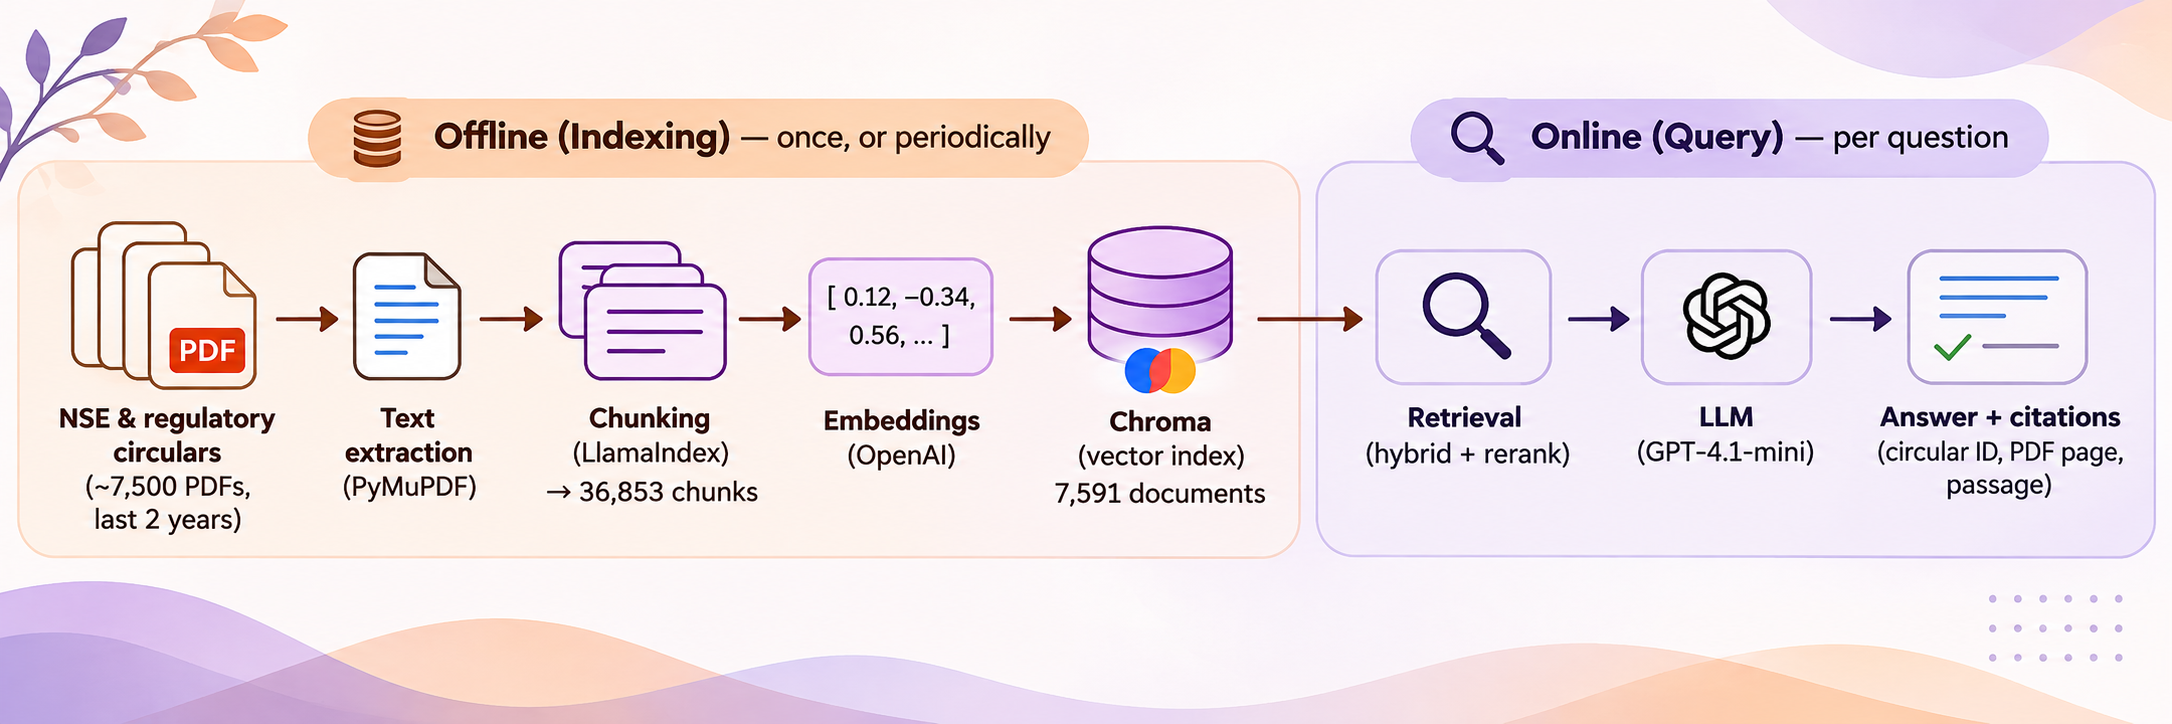 Offline (Indexing) — once, or periodically
NSE & regulatory
circulars
(~7,500 PDFs,
last 2 years)
PDF
Text
extraction
(PyMuPDF)
Chunking
(LlamaIndex)
→ 36,853 chunks
[ 0.12, −0.34,
0.56, ... ]
Embeddings
(OpenAI)
Chroma
(vector index)
7,591 documents
Online (Query) — per question
Retrieval
(hybrid + rerank)
LLM
(GPT-4.1-mini)
Answer + citations
(circular ID, PDF page,
passage)